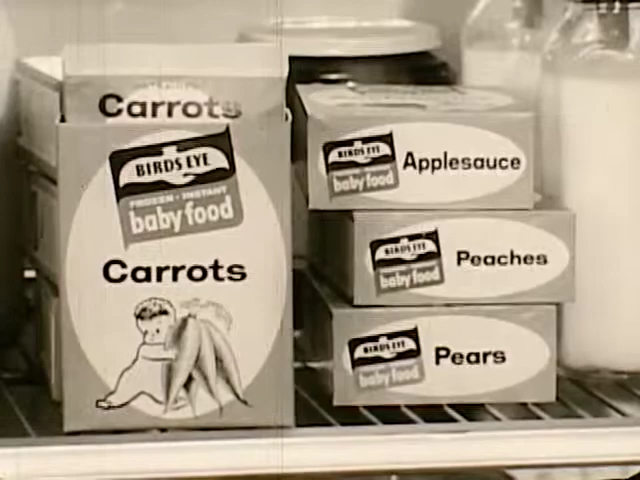 Carrots
BIRDS EYE
FROZEN - INSTANT
baby food
Carrots
BIRDS EYE
baby food
Applesauce
BIRDS EYE
baby food
Peaches
BIRDS EYE
baby food
Pears